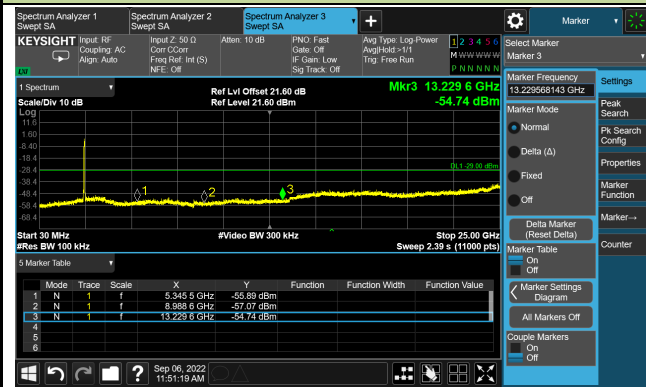 Spectrum Analyzer 1
Swept SA
Spectrum Analyzer 2
Swept SA
Spectrum Analyzer 3
Swept SA
+
Marker
KEYSIGHT
Input: RF
Coupling: AC
Align: Auto
Input Z: 50 Ω
Corr CCorr
Freq Ref: Int (S)
NFE: Off
Atten: 10 dB
PNO: Fast
Gate: Off
IF Gain: Low
Sig Track: Off
Avg Type: Log-Power
Avg|Hold:>1/1
Trig: Free Run
1 2 3 4 5 6
M W W W W W
P N N N N N
LXI
Select Marker
Marker 3
1 Spectrum
Scale/Div 10 dB
Ref Lvl Offset 21.60 dB
Ref Level 21.60 dBm
Mkr3 13.229 6 GHz
-54.74 dBm
Log
11.6
1.60
-8.40
-18.4
-28.4
-38.4
-48.4
-58.4
-68.4
DL1 -29.00 dBm
1
2
3
Start 30 MHz
#Res BW 100 kHz
#Video BW 300 kHz
Stop 25.00 GHz
Sweep 2.39 s (11000 pts)
5 Marker Table
Mode Trace Scale X Y Function Function Width Function Value
1 N 1 f 5.345 5 GHz -55.89 dBm
2 N 1 f 8.988 6 GHz -57.07 dBm
3 N 1 f 13.229 6 GHz -54.74 dBm
4
5
6
Marker Frequency
13.229568143 GHz
Marker Mode
Normal
Delta (Δ)
Fixed
Off
Delta Marker
(Reset Delta)
Marker Table
On
Off
Marker Settings
Diagram
All Markers Off
Couple Markers
On
Off
Settings
Peak
Search
Pk Search
Config
Properties
Marker
Function
Marker→
Counter
?
Sep 06, 2022
11:51:19 AM